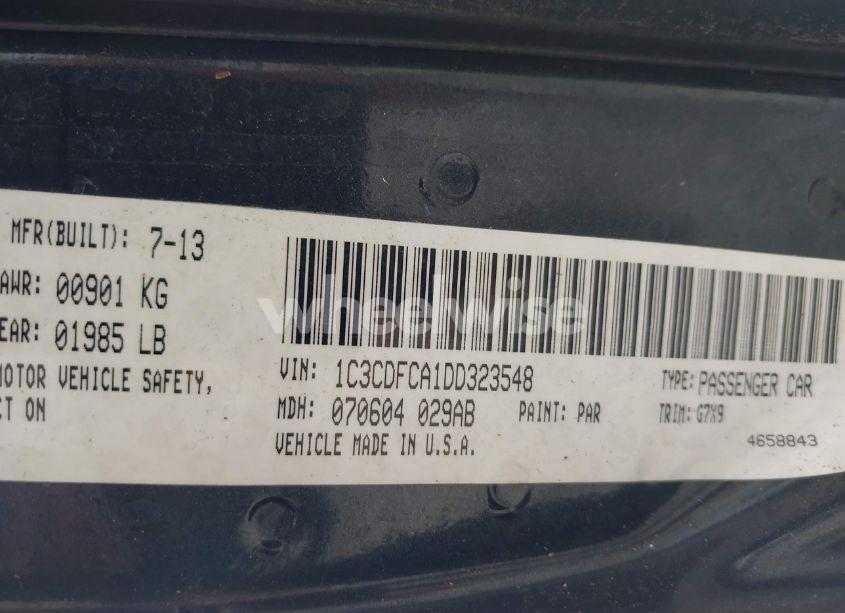 MFR(BUILT): 7-13
AWR: 00901 KG
EAR: 01985 LB
MOTOR VEHICLE SAFETY,
CT ON
wheelwise
VIN: 1C3CDFCA1DD323548
TYPE: PASSENGER CAR
MDH: 070604 029AB
PAINT: PAR
TRIM: G7X9
VEHICLE MADE IN U.S.A.
4658843